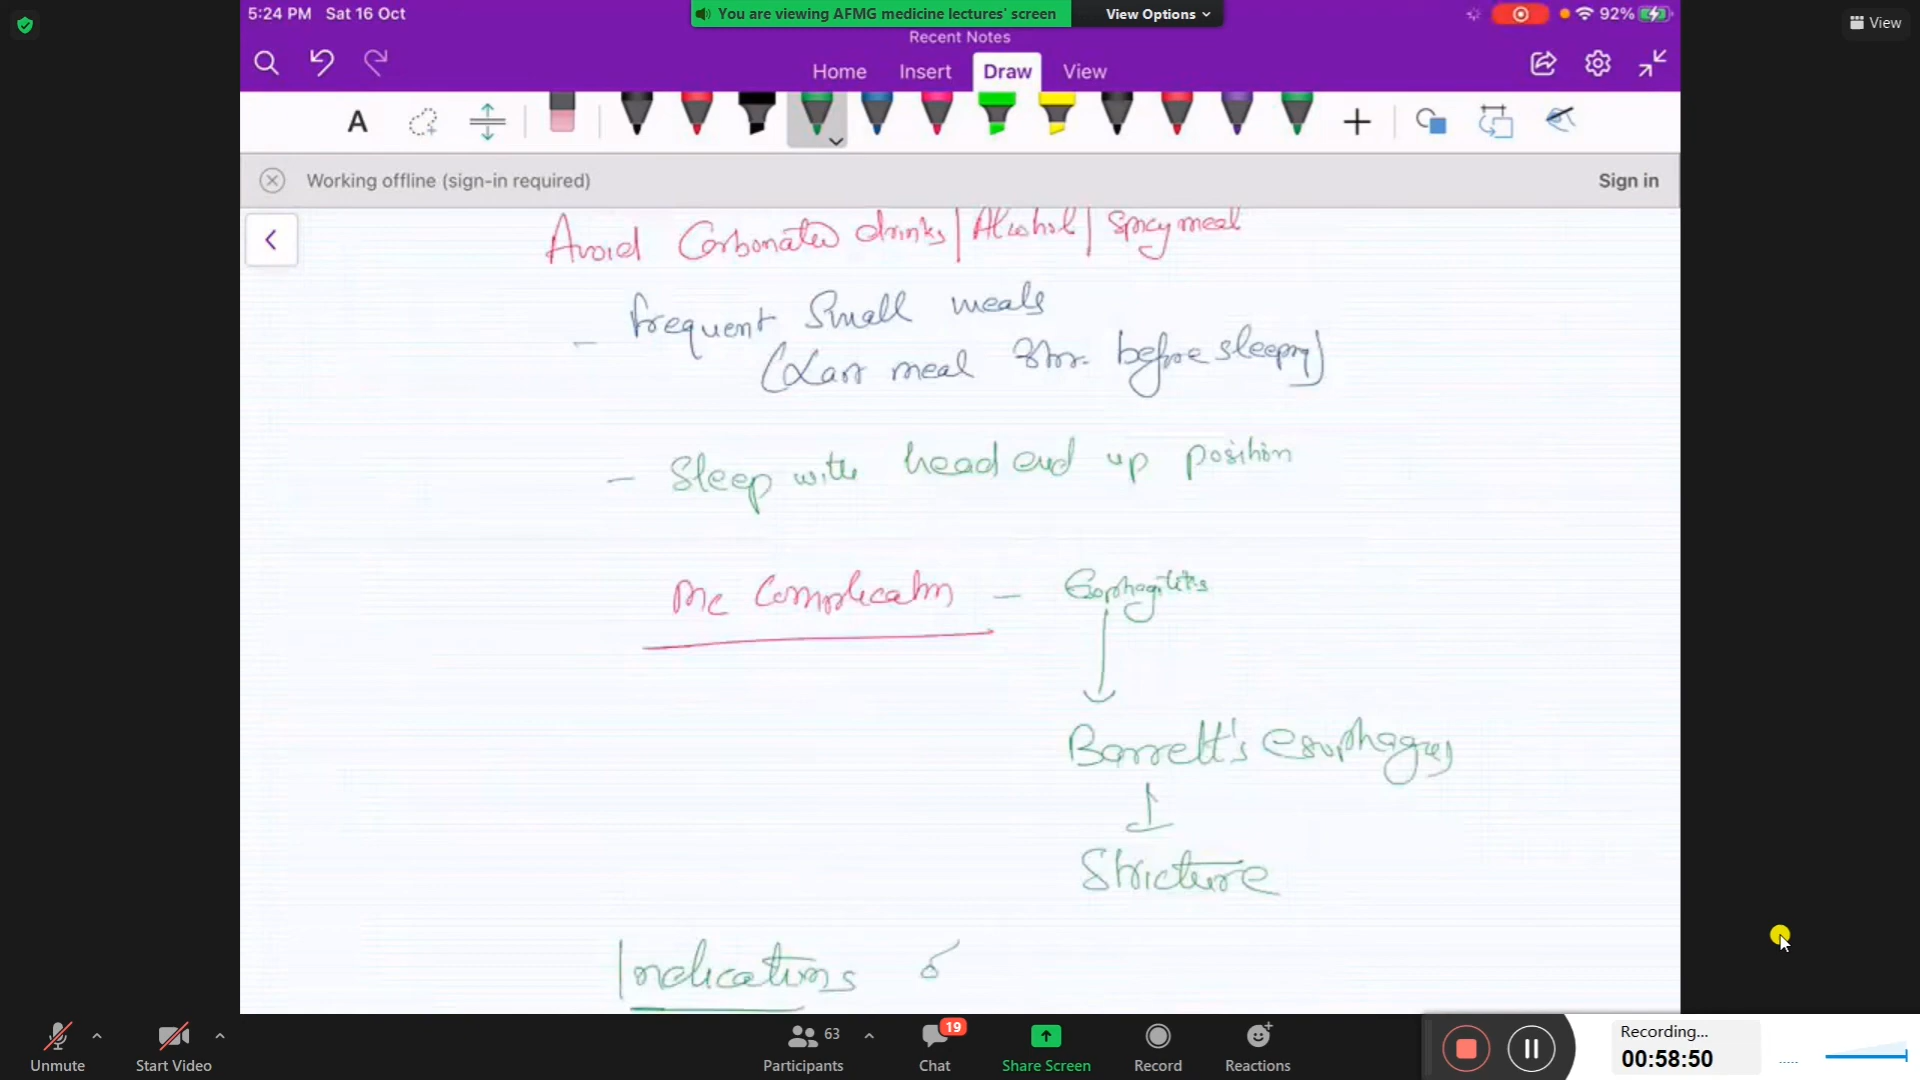 5:24 PM Sat 16 Oct
You are viewing AFMG medicine lectures' screen
View Options
92%
View
Recent Notes
Home Insert Draw View
A
Working offline (sign-in required)
Sign in
Avoid Carbonated drinks | Alcohol | Spicy meal
- frequent Small meals
(Last meal 3hr. before sleeping)
- Sleep with head end up position
Mc Complication - Esophagitis
Barrett's esophagus
Stricture
Indications
Unmute
Start Video
Participants 63
Chat 19
Share Screen
Record
Reactions
Recording...
00:58:50